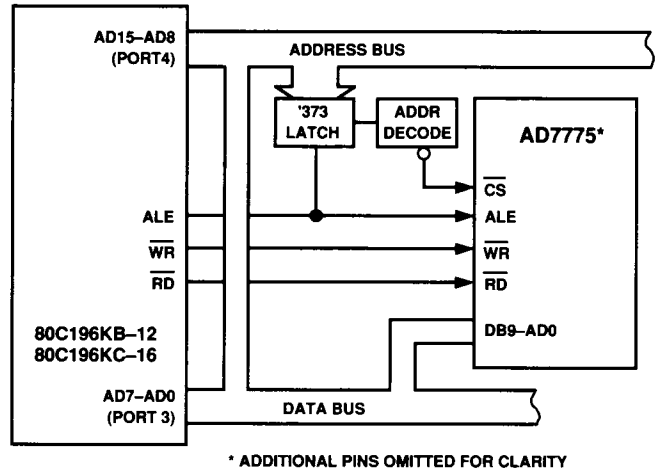 AD15–AD8
(PORT4)
ADDRESS BUS
'373
LATCH
ADDR
DECODE
AD7775*
CS
ALE
ALE
WR
WR
RD
RD
80C196KB–12
80C196KC–16
DB9–AD0
AD7–AD0
(PORT 3)
DATA BUS
* ADDITIONAL PINS OMITTED FOR CLARITY